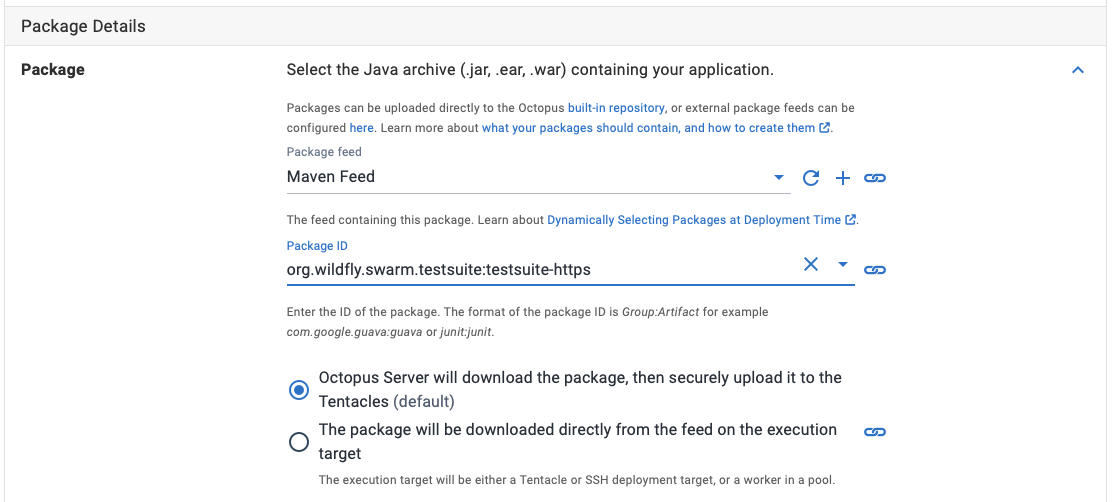 Package Details
Package
Select the Java archive (.jar, .ear, .war) containing your application.
Packages can be uploaded directly to the Octopus built-in repository, or external package feeds can be
configured here. Learn more about what your packages should contain, and how to create them.
Package feed
Maven Feed
The feed containing this package. Learn about Dynamically Selecting Packages at Deployment Time.
Package ID
org.wildfly.swarm.testsuite:testsuite-https
Enter the ID of the package. The format of the package ID is Group:Artifact for example
com.google.guava:guava or junit:junit.
Octopus Server will download the package, then securely upload it to the
Tentacles (default)
The package will be downloaded directly from the feed on the execution
target
The execution target will be either a Tentacle or SSH deployment target, or a worker in a pool.